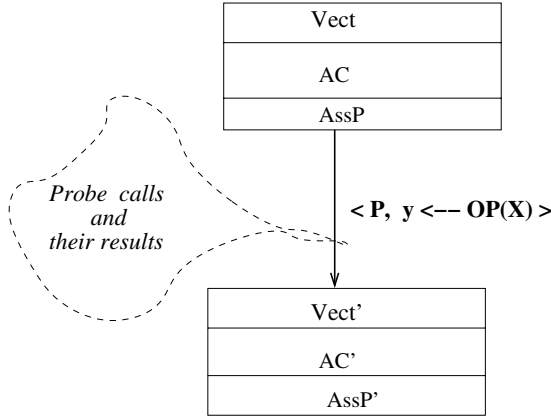 Vect
AC
AssP
Probe calls
and
their results
< P, y <−− OP(X) >
Vect’
AC’
AssP’